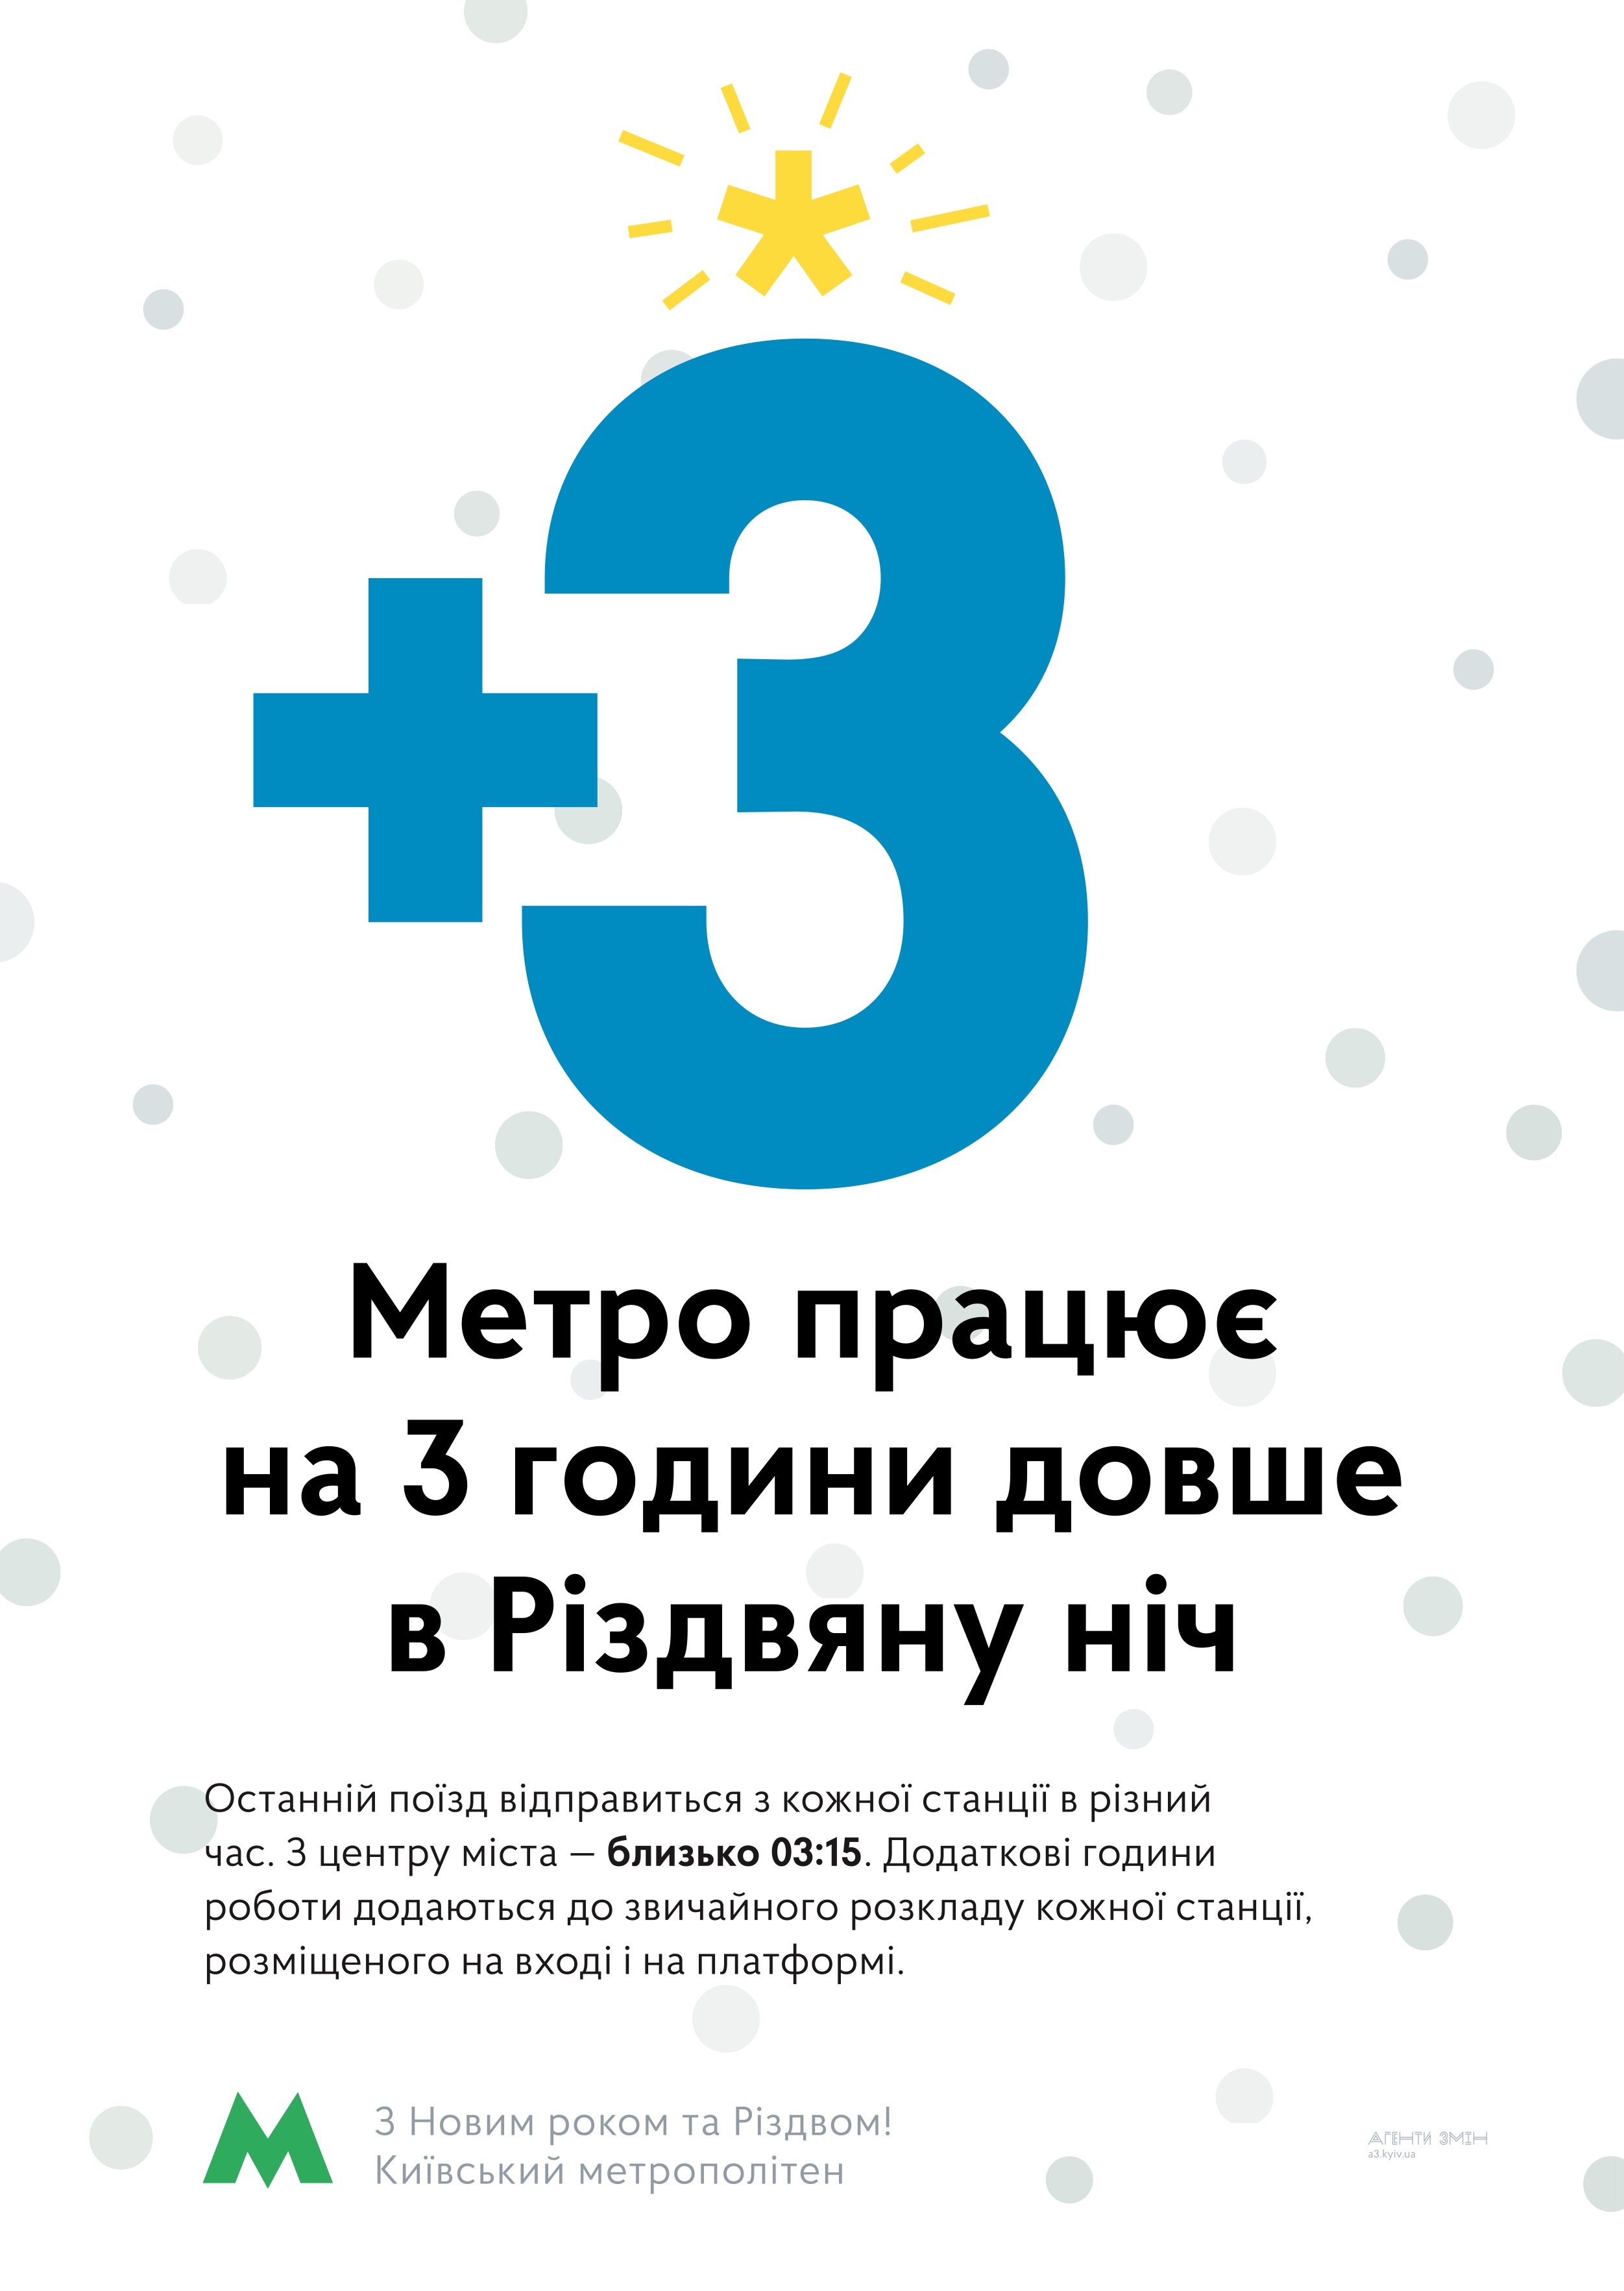 +3
Метро працює
на 3 години довше
в Різдвяну ніч
Останній поїзд відправиться з кожної станції в різний
час. З центру міста — близько 03:15. Додаткові години
роботи додаються до звичайного розкладу кожної станції,
розміщеного на вході і на платформі.
З Новим роком та Різдвом!
Київський метрополітен
АГЕНТИ ЗМІН
a3.kyiv.ua